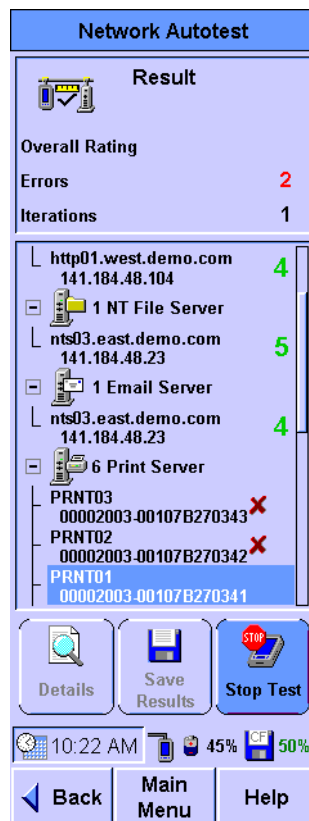 Network Autotest
Result
Overall Rating
Errors 2
Iterations 1
http01.west.demo.com 4
141.184.48.104
1 NT File Server
nts03.east.demo.com 5
141.184.48.23
1 Email Server
nts03.east.demo.com 4
141.184.48.23
6 Print Server
PRNT03
00002003-00107B270343
PRNT02
00002003-00107B270342
PRNT01
00002003-00107B270341
Details
Save
Results
STOP
Stop Test
10:22 AM 45% CF 50%
Back
Main
Menu
Help